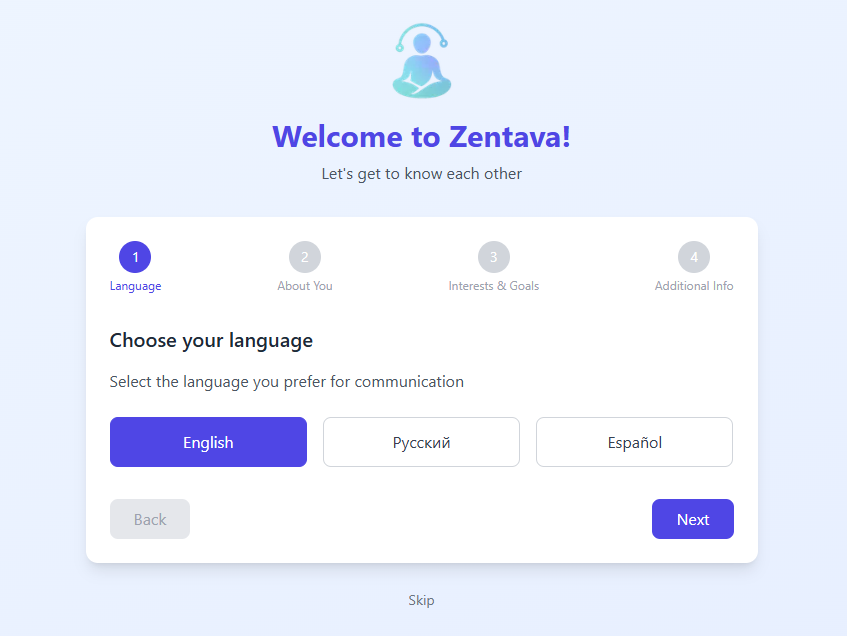 Welcome to Zentava!
Let's get to know each other
1 2 3 4
Language About You Interests & Goals Additional Info
Choose your language
Select the language you prefer for communication
English Русский Español
Back Next
Skip